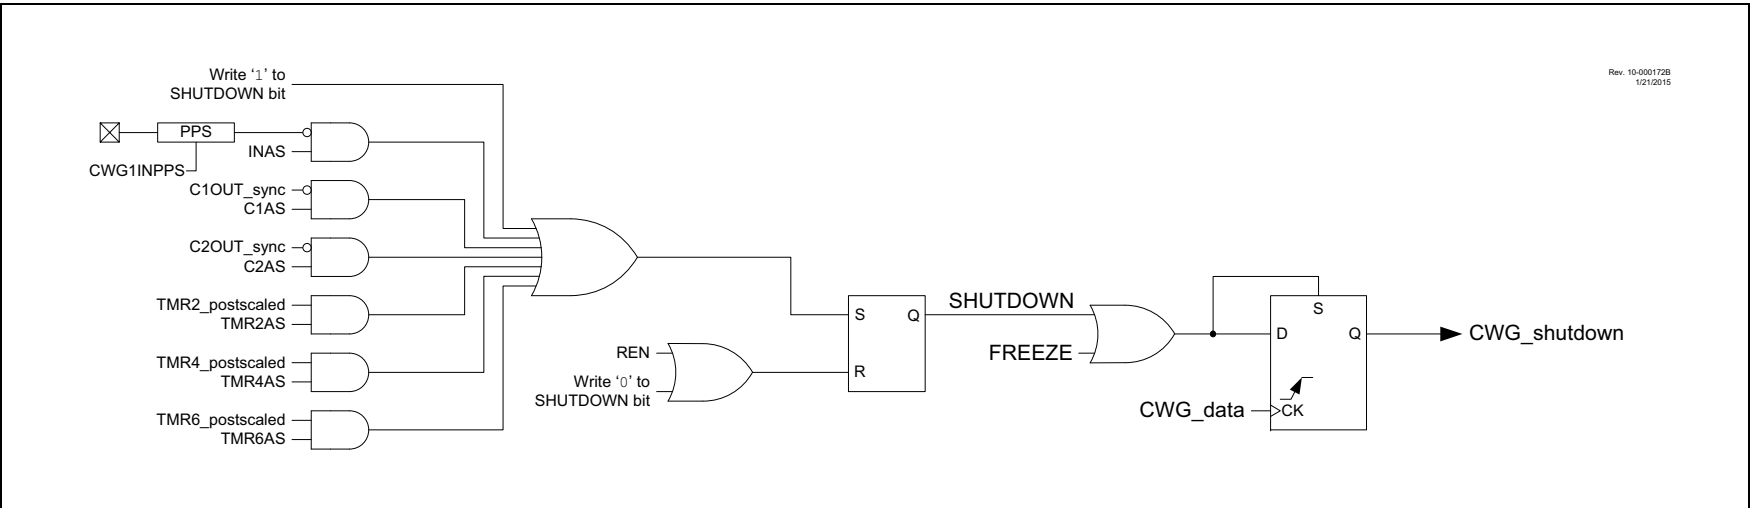 Rev. 10-000172B
1/21/2015
Write ‘1’ to
SHUTDOWN bit
PPS
INAS
CWG1INPPS
C1OUT_sync
C1AS
C2OUT_sync
C2AS
TMR2_postscaled
TMR2AS
TMR4_postscaled
TMR4AS
TMR6_postscaled
TMR6AS
REN
Write ‘0’ to
SHUTDOWN bit
S
Q
R
SHUTDOWN
FREEZE
S
D
Q
CWG_data
CK
CWG_shutdown